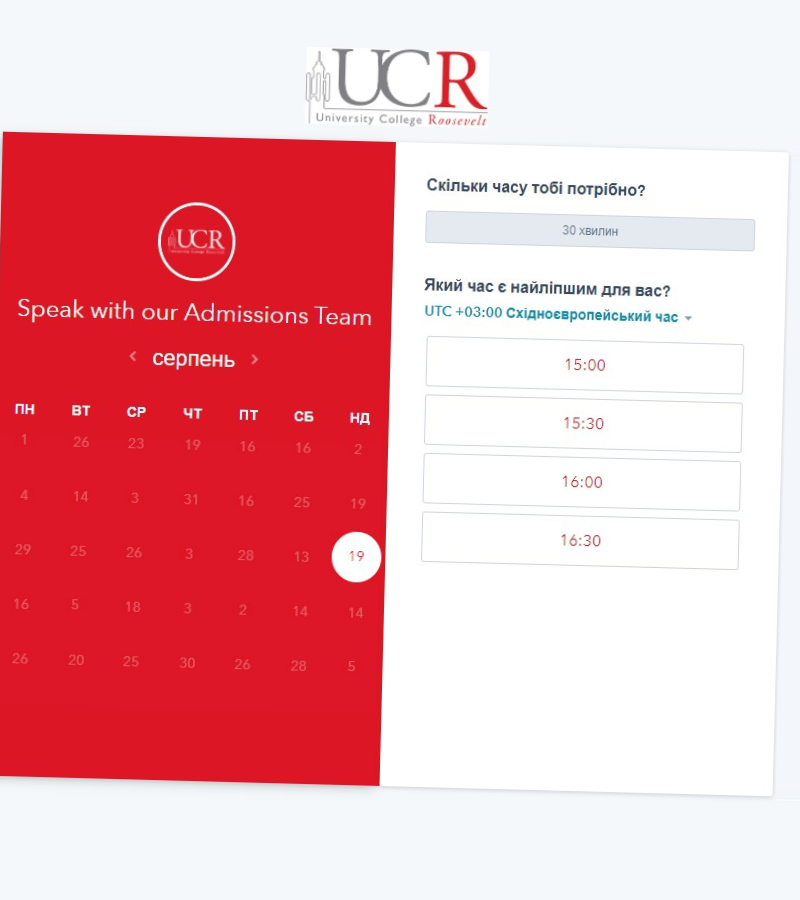 UCR
University College Roosevelt
UCR
Speak with our Admissions Team
серпень
ПН ВТ СР ЧТ ПТ СБ НД
1 26 23 19 16 16 2
4 14 3 31 16 25 19
29 25 26 3 28 13 19
16 5 18 3 2 14 14
26 20 25 30 26 28 5
Скільки часу тобі потрібно?
30 хвилин
Який час є найліпшим для вас?
UTC +03:00 Східноєвропейський час
15:00
15:30
16:00
16:30